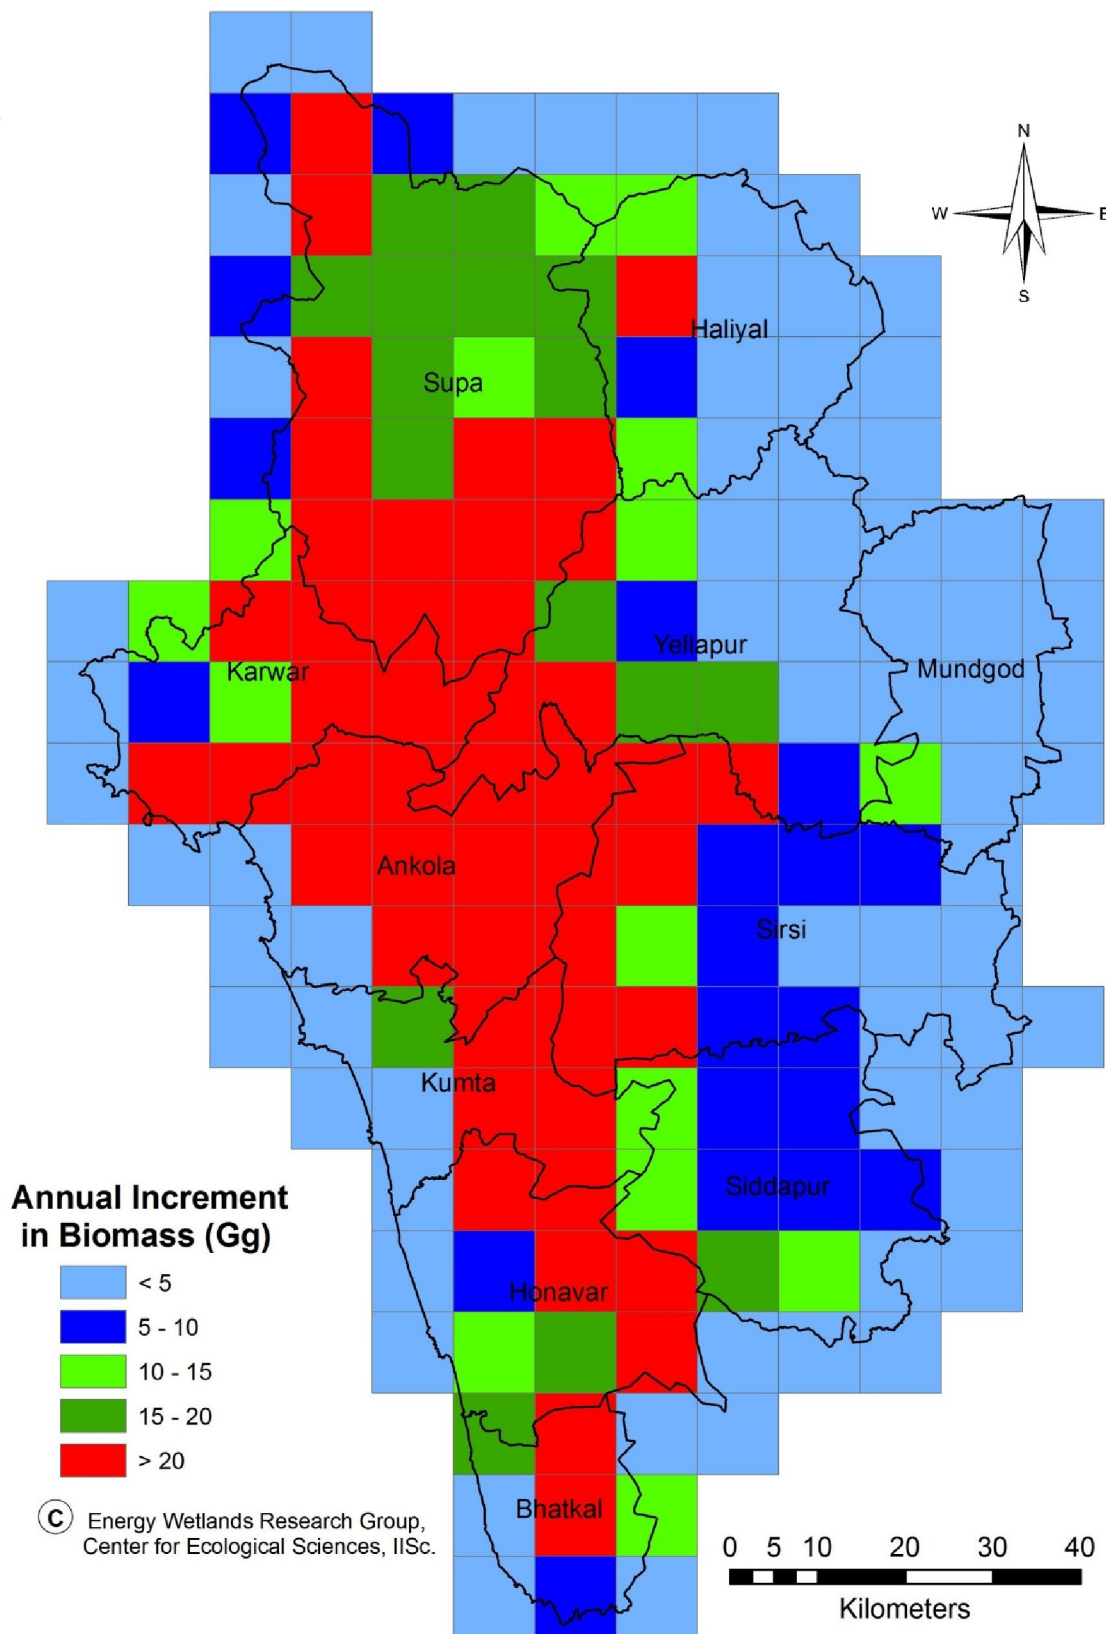 N
W
E
S
Haliyal
Supa
Yellapur
Mundgod
Karwar
Ankola
Sirsi
Kumta
Siddapur
Honavar
Bhatkal
Annual Increment
in Biomass (Gg)
< 5
5 - 10
10 - 15
15 - 20
> 20
C Energy Wetlands Research Group,
Center for Ecological Sciences, IISc.
0 5 10 20 30 40
Kilometers